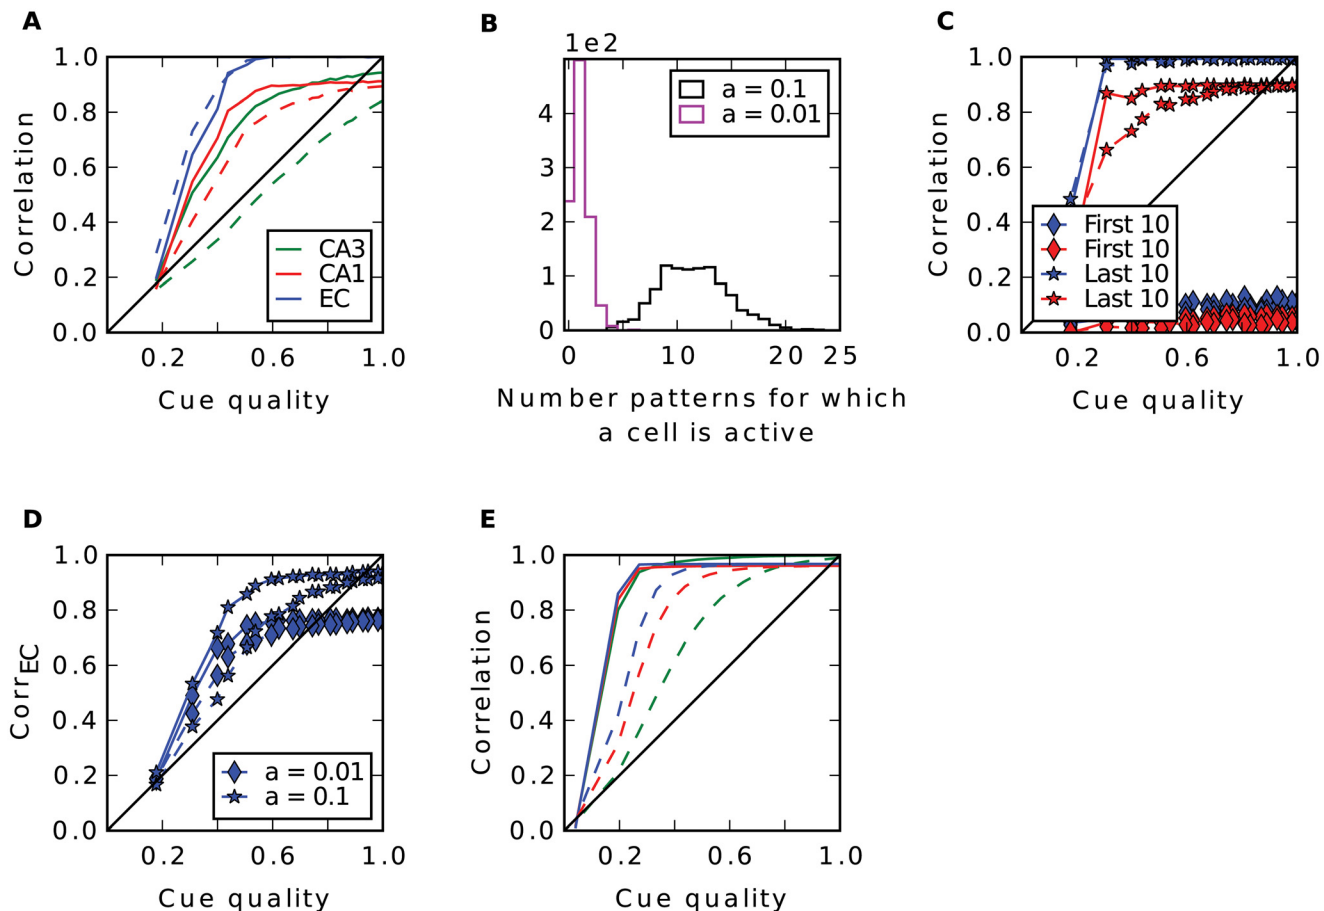 A
Correlation
1.0
0.8
0.6
0.4
0.2
0.0
CA3
CA1
EC
0.2 0.6 1.0
Cue quality
B
1e2
4
2
0
a = 0.1
a = 0.01
0 10 20 25
Number patterns for which
a cell is active
C
Correlation
1.0
0.8
0.6
0.4
0.2
0.0
First 10
First 10
Last 10
Last 10
0.2 0.6 1.0
Cue quality
D
CorrEC
1.0
0.8
0.6
0.4
0.2
0.0
a = 0.01
a = 0.1
0.2 0.6 1.0
Cue quality
E
Correlation
1.0
0.8
0.6
0.4
0.2
0.0
0.2 0.6 1.0
Cue quality